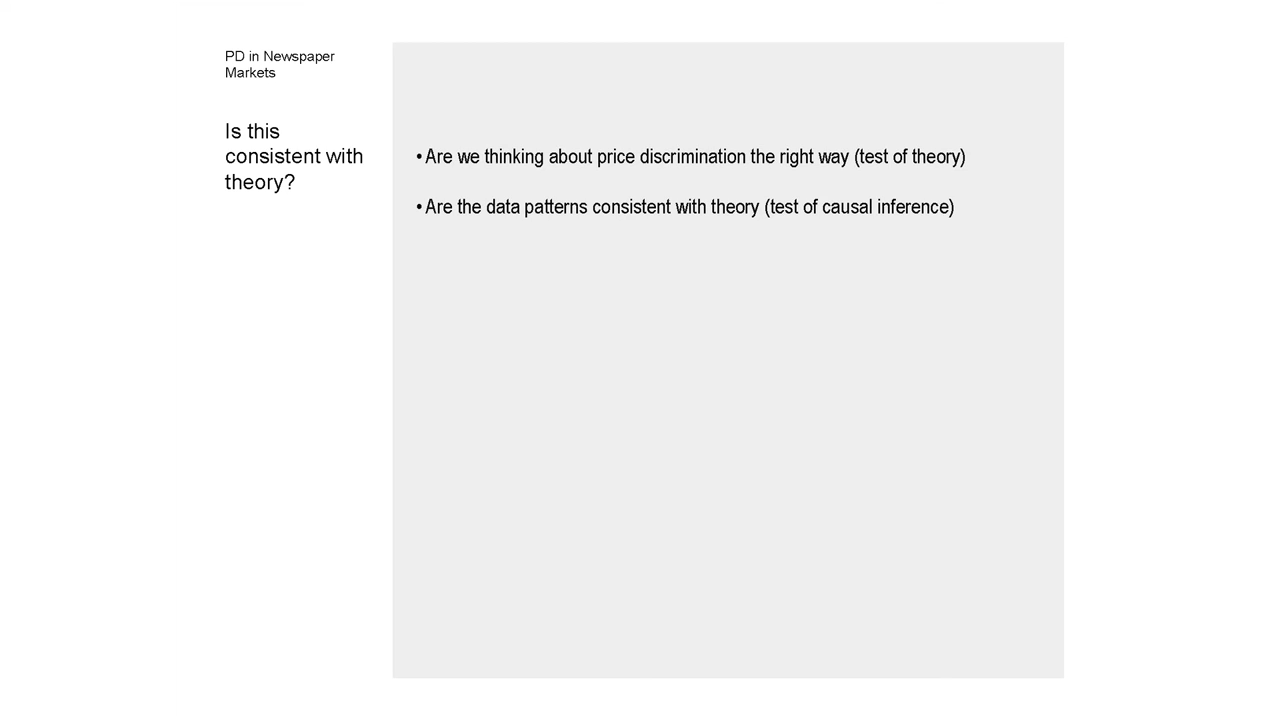 PD in Newspaper
Markets
Is this
consistent with
theory?
• Are we thinking about price discrimination the right way (test of theory)
• Are the data patterns consistent with theory (test of causal inference)